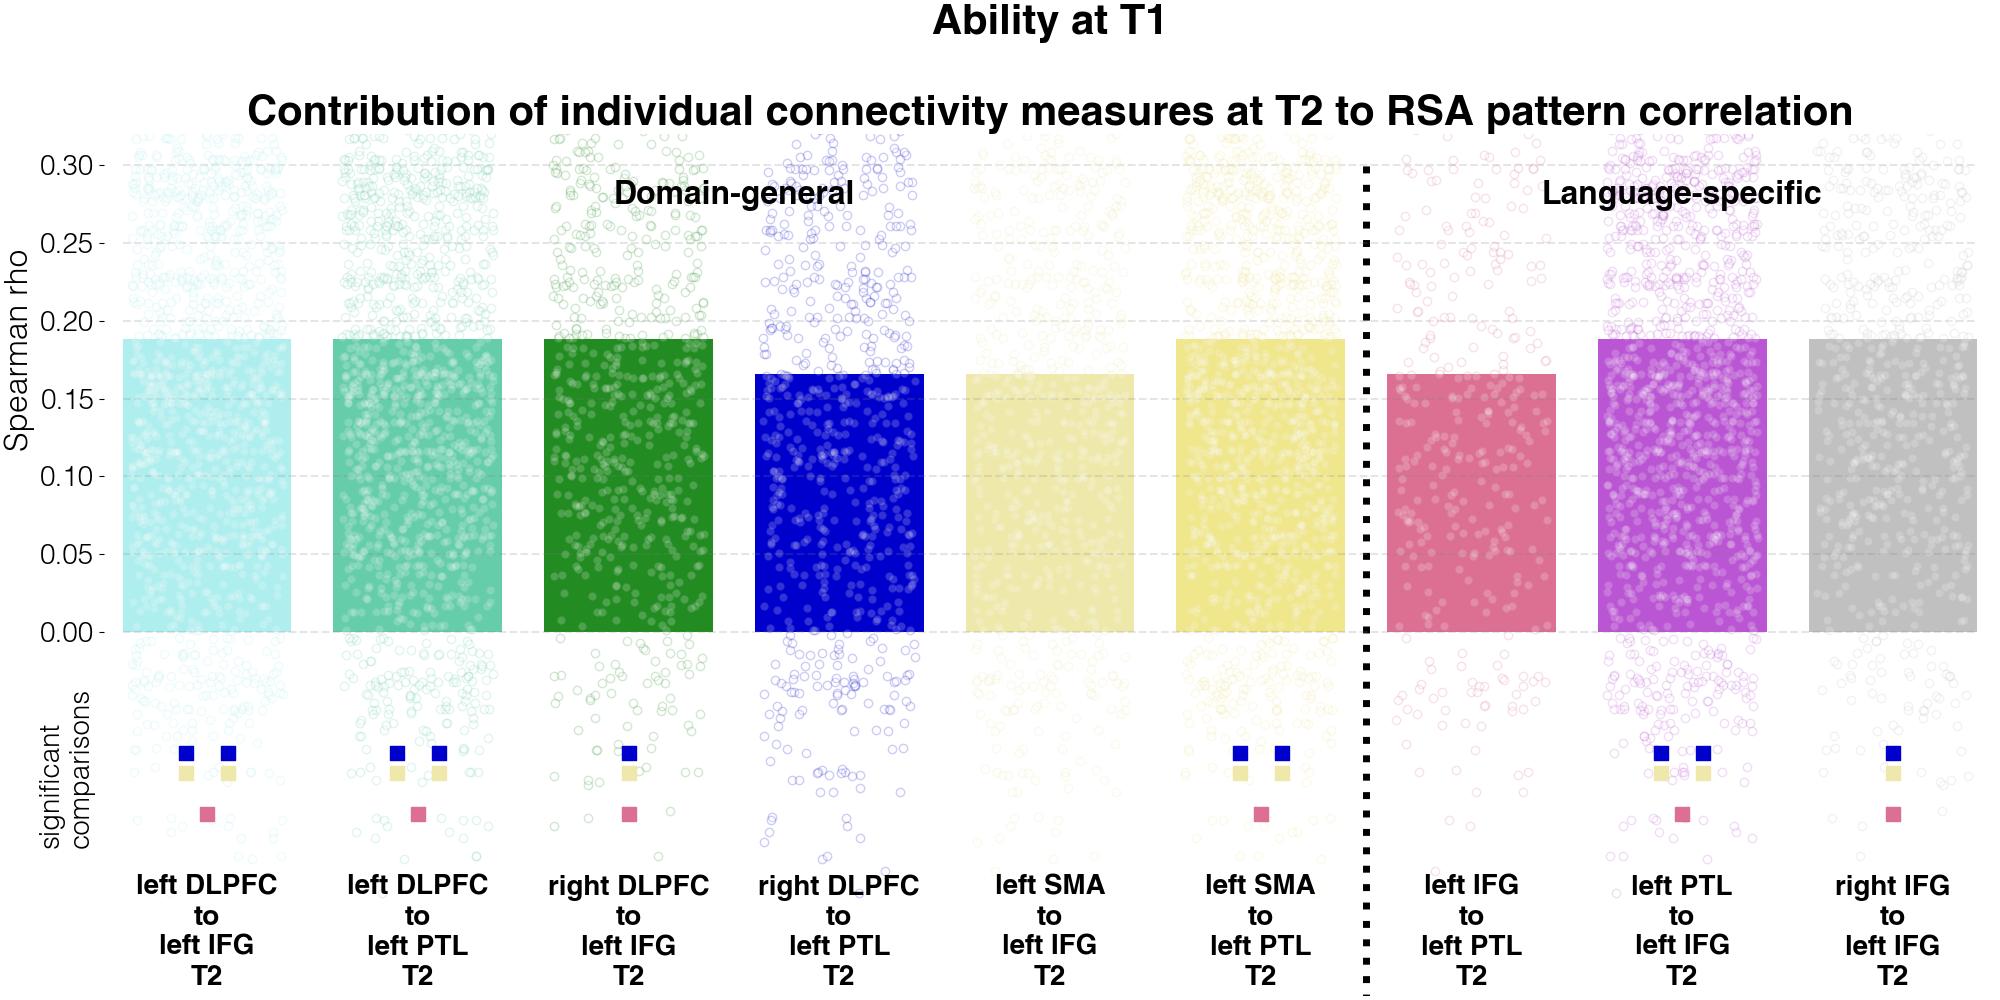 Ability at T1
Contribution of individual connectivity measures at T2 to RSA pattern correlation
Domain-general
Language-specific
Spearman rho
0.30
0.25
0.20
0.15
0.10
0.05
0.00
significant
comparisons
left DLPFC
to
left IFG
T2
left DLPFC
to
left PTL
T2
right DLPFC
to
left IFG
T2
right DLPFC
to
left PTL
T2
left SMA
to
left IFG
T2
left SMA
to
left PTL
T2
left IFG
to
left PTL
T2
left PTL
to
left IFG
T2
right IFG
to
left IFG
T2